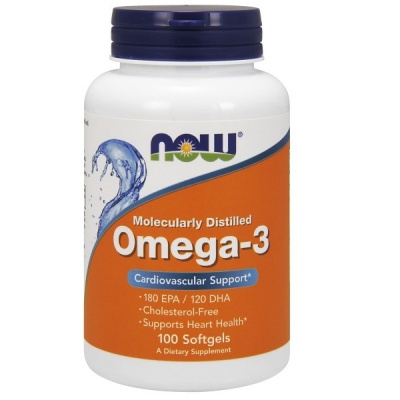 now
Molecularly Distilled
Omega-3
Cardiovascular Support*
•180 EPA / 120 DHA
•Cholesterol-Free
•Supports Heart Health*
100 Softgels
A Dietary Supplement